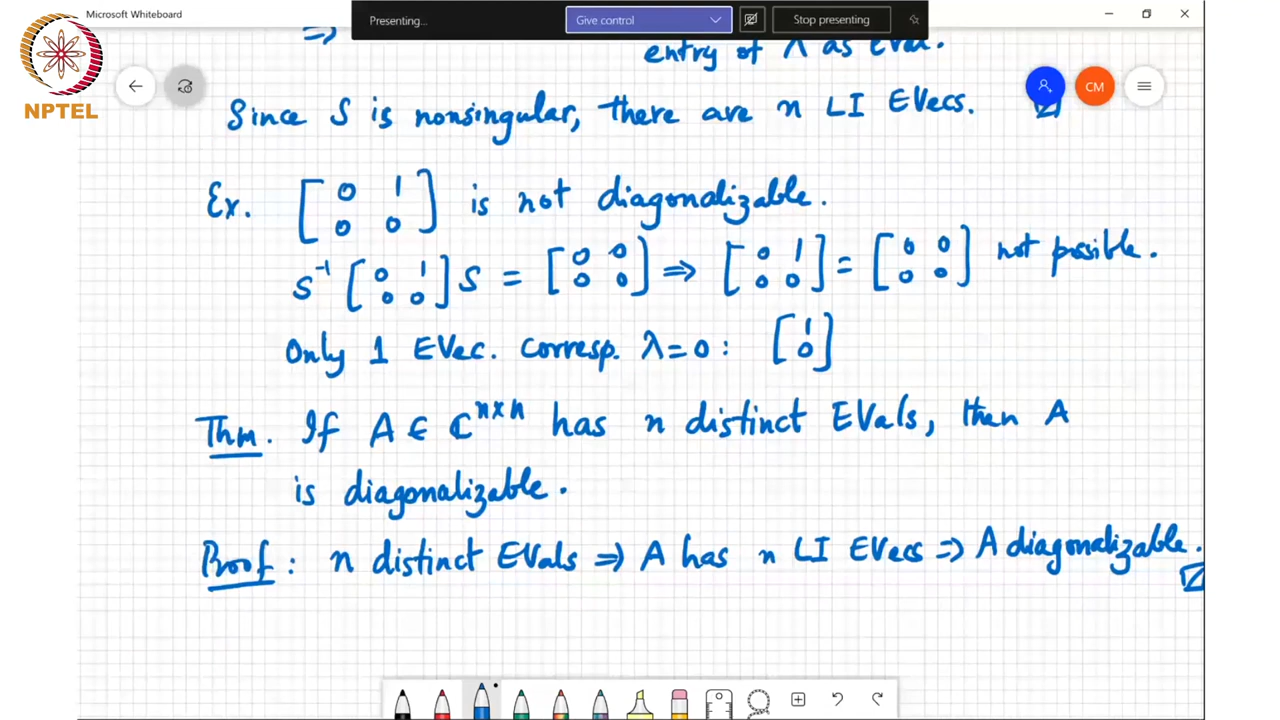 Microsoft Whiteboard
Presenting...
Give control
Stop presenting
NPTEL
CM
⇒ entry of Λ as Eval.
Since S is nonsingular, there are n LI EVecs.
Ex. [0 1; 0 0] is not diagonalizable.
S⁻¹ [0 1; 0 0] S = [0 0; 0 0] ⇒ [0 1; 0 0] = [0 0; 0 0] not possible.
Only 1 EVec. corresp. λ=0: [1; 0]
Thm. If A ∈ ℂⁿˣⁿ has n distinct EVals, then A
is diagonalizable.
Proof: n distinct EVals ⇒ A has n LI EVecs ⇒ A diagonalizable.